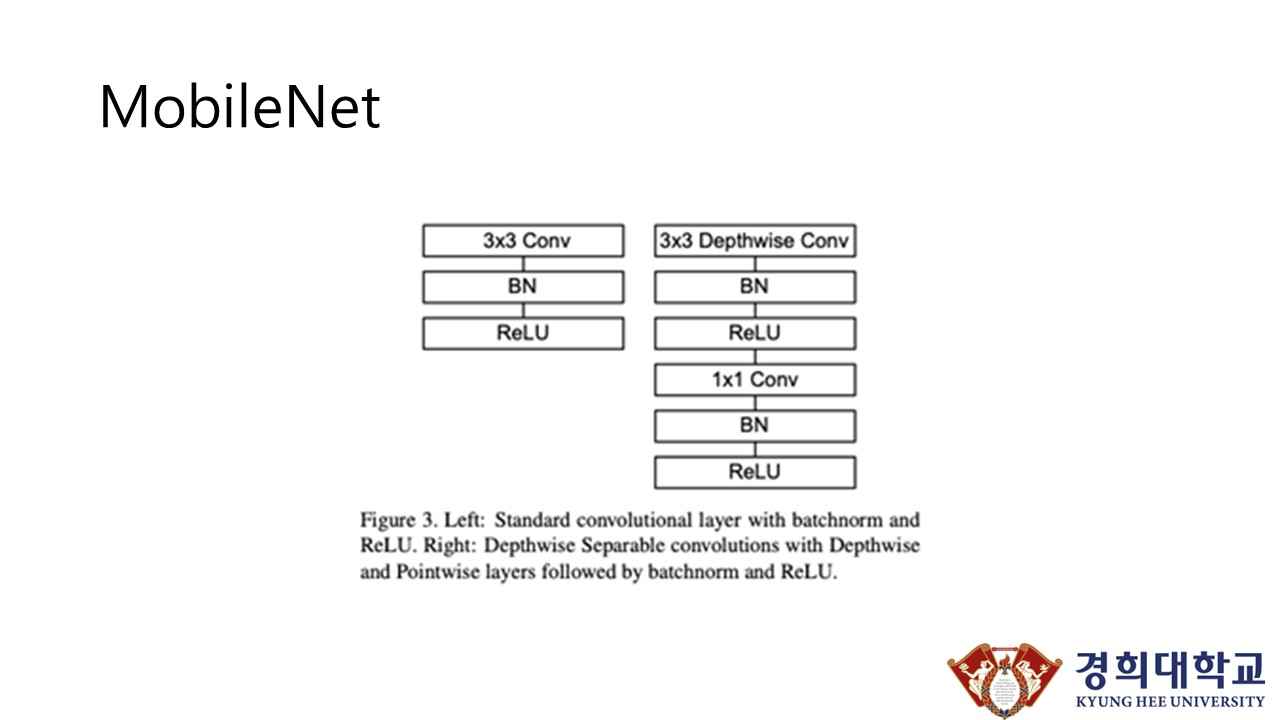 MobileNet
3x3 Conv
BN
ReLU
3x3 Depthwise Conv
BN
ReLU
1x1 Conv
BN
ReLU
Figure 3. Left: Standard convolutional layer with batchnorm and
ReLU. Right: Depthwise Separable convolutions with Depthwise
and Pointwise layers followed by batchnorm and ReLU.
경희대학교
KYUNG HEE UNIVERSITY